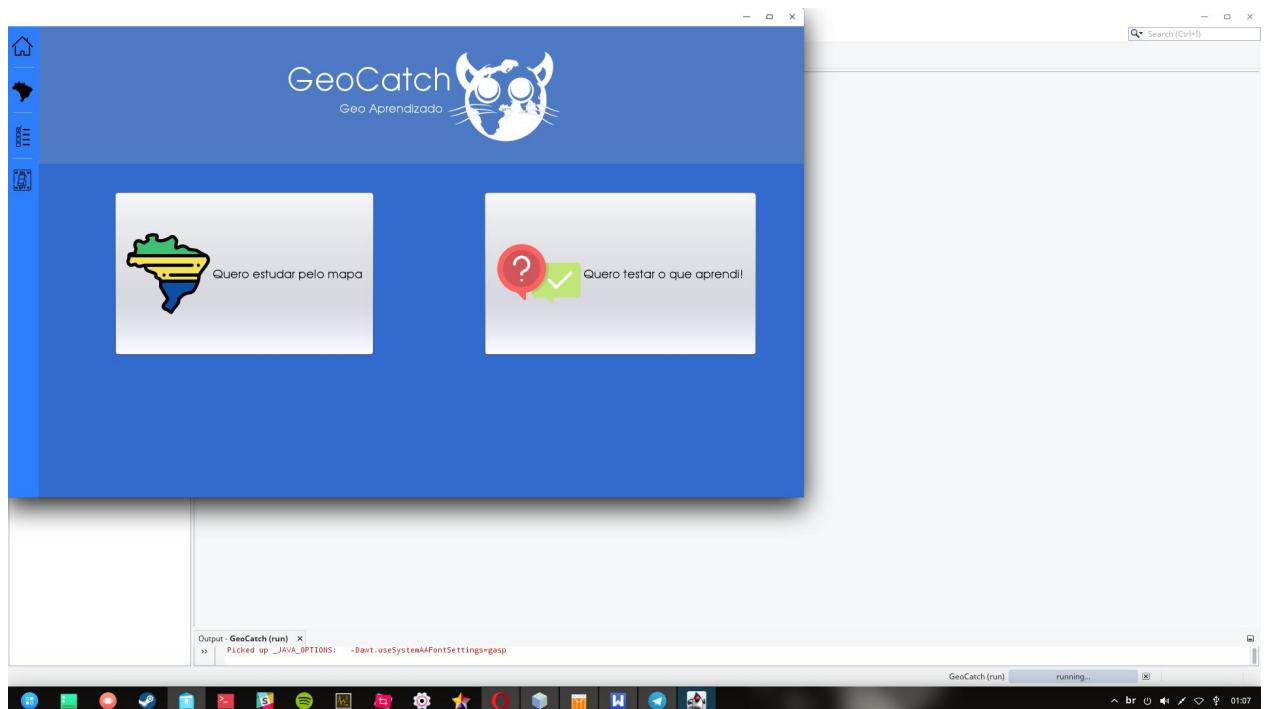 Search (Ctrl+I)
GeoCatch
Geo Aprendizado
Quero estudar pelo mapa
Quero testar o que aprendi!
Output - GeoCatch (run)
Picked up _JAVA_OPTIONS: -Dawt.useSystemAAFontSettings=gasp
GeoCatch (run)
running...
br
01:07